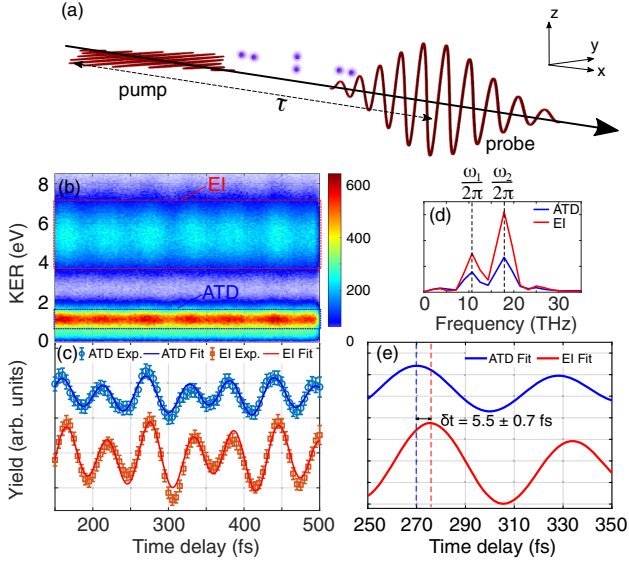 (a)
z
y
x
pump
τ
probe
(b)
EI
ATD
KER (eV)
8
6
4
2
0
600
500
400
300
200
100
ω1/2π ω2/2π
(d)
ATD
EI
0 10 20 30
Frequency (THz)
(c) ATD Exp. ATD Fit EI Exp. EI Fit
Yield (arb. units)
200 300 400 500
Time delay (fs)
0
(e)
ATD Fit EI Fit
δt = 5.5 ± 0.7 fs
250 270 290 310 330 350
Time delay (fs)